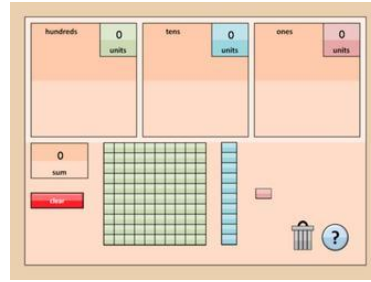 hundreds 0 units
tens 0 units
ones 0 units
0
sum
clear
?